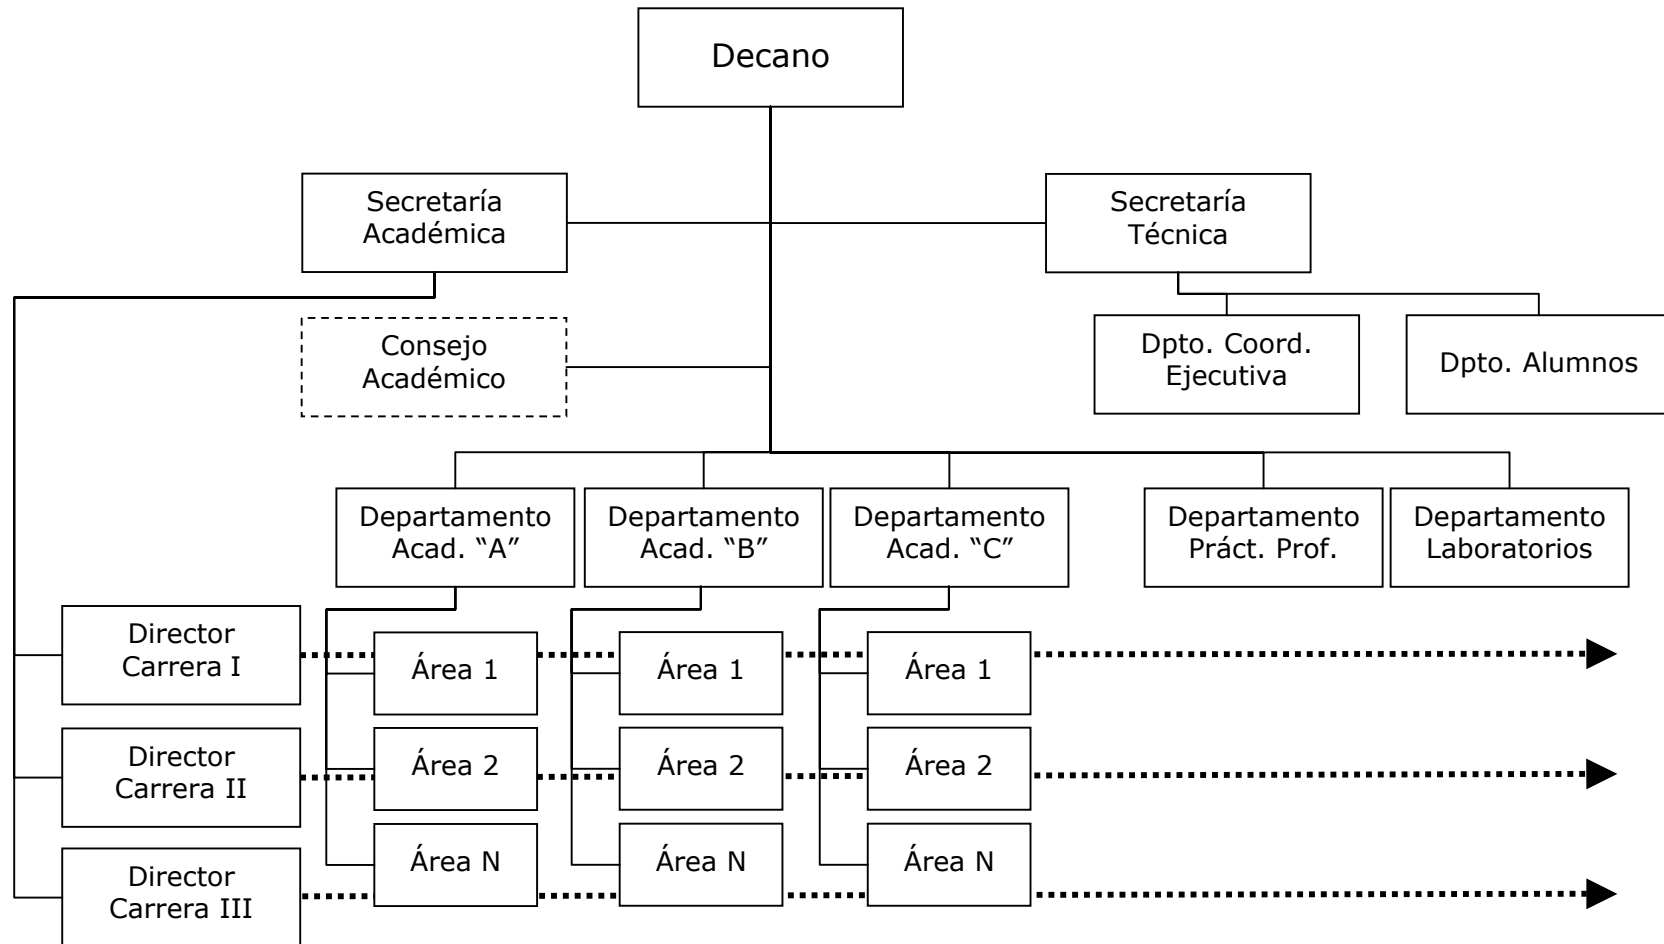 Decano
Secretaría
Académica
Secretaría
Técnica
Consejo
Académico
Dpto. Coord.
Ejecutiva
Dpto. Alumnos
Departamento
Acad. “A”
Departamento
Acad. “B”
Departamento
Acad. “C”
Departamento
Práct. Prof.
Departamento
Laboratorios
Director
Carrera I
Área 1
Área 1
Área 1
Director
Carrera II
Área 2
Área 2
Área 2
Director
Carrera III
Área N
Área N
Área N